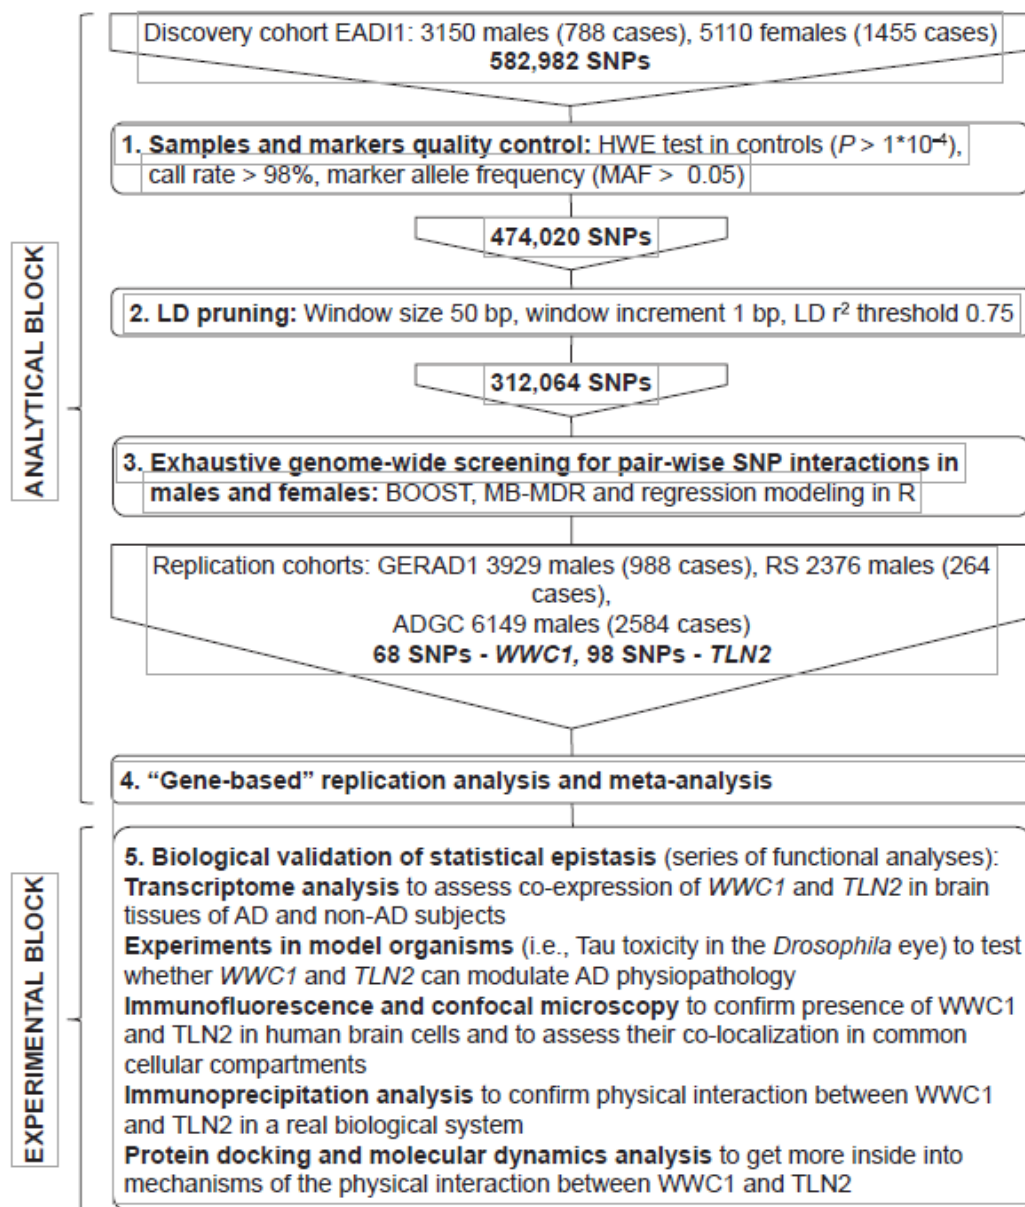 Discovery cohort EADI1: 3150 males (788 cases), 5110 females (1455 cases)
582,982 SNPs
1. Samples and markers quality control: HWE test in controls (P > 1*10⁻⁴),
call rate > 98%, marker allele frequency (MAF > 0.05)
474,020 SNPs
2. LD pruning: Window size 50 bp, window increment 1 bp, LD r² threshold 0.75
312,064 SNPs
3. Exhaustive genome-wide screening for pair-wise SNP interactions in
males and females: BOOST, MB-MDR and regression modeling in R
Replication cohorts: GERAD1 3929 males (988 cases), RS 2376 males (264
cases),
ADGC 6149 males (2584 cases)
68 SNPs - WWC1, 98 SNPs - TLN2
4. “Gene-based” replication analysis and meta-analysis
ANALYTICAL BLOCK
5. Biological validation of statistical epistasis (series of functional analyses):
Transcriptome analysis to assess co-expression of WWC1 and TLN2 in brain
tissues of AD and non-AD subjects
Experiments in model organisms (i.e., Tau toxicity in the Drosophila eye) to test
whether WWC1 and TLN2 can modulate AD physiopathology
Immunofluorescence and confocal microscopy to confirm presence of WWC1
and TLN2 in human brain cells and to assess their co-localization in common
cellular compartments
Immunoprecipitation analysis to confirm physical interaction between WWC1
and TLN2 in a real biological system
Protein docking and molecular dynamics analysis to get more inside into
mechanisms of the physical interaction between WWC1 and TLN2
EXPERIMENTAL BLOCK